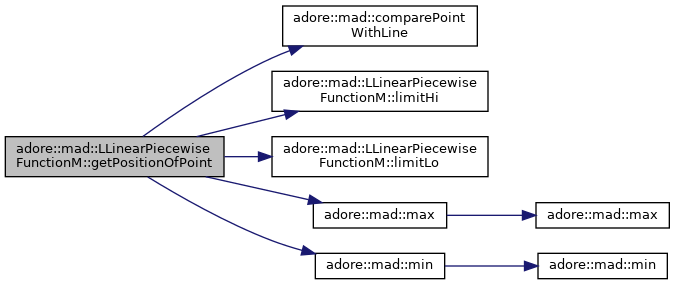 adore::mad::comparePoint
WithLine
adore::mad::LLinearPiecewise
FunctionM::limitHi
adore::mad::LLinearPiecewise
FunctionM::getPositionOfPoint
adore::mad::LLinearPiecewise
FunctionM::limitLo
adore::mad::max
adore::mad::max
adore::mad::min
adore::mad::min